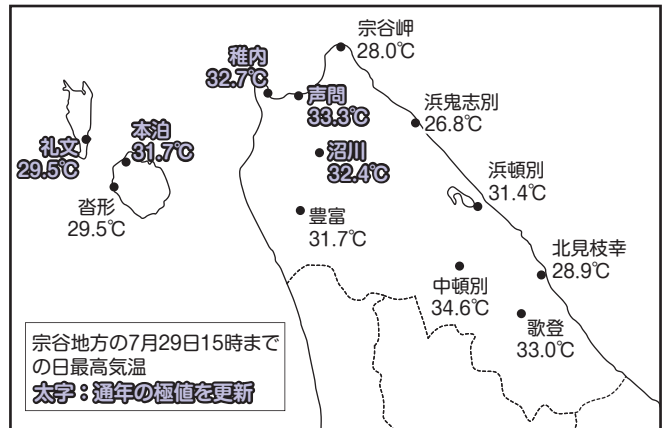 宗谷岬
28.0℃
稚内
32.7℃
声問
33.3℃
浜鬼志別
26.8℃
本泊
31.7℃
礼文
29.5℃
沼川
32.4℃
浜頓別
31.4℃
沓形
29.5℃
豊富
31.7℃
北見枝幸
28.9℃
中頓別
34.6℃
歌登
33.0℃
宗谷地方の7月29日15時まで
の日最高気温
太字：通年の極値を更新